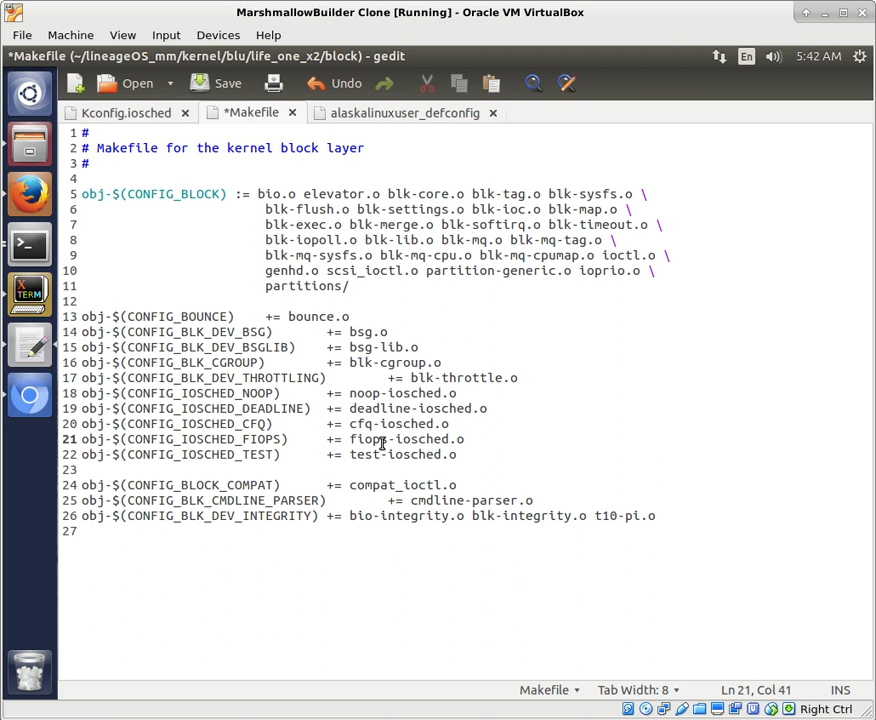 MarshmallowBuilder Clone [Running] - Oracle VM VirtualBox
File Machine View Input Devices Help
*Makefile (~/lineageOS_mm/kernel/blu/life_one_x2/block) - gedit
En 5:42 AM
Open Save Undo
Kconfig.iosched *Makefile alaskalinuxuser_defconfig
1 #
2 # Makefile for the kernel block layer
3 #
4
5 obj-$(CONFIG_BLOCK) := bio.o elevator.o blk-core.o blk-tag.o blk-sysfs.o \
6 blk-flush.o blk-settings.o blk-ioc.o blk-map.o \
7 blk-exec.o blk-merge.o blk-softirq.o blk-timeout.o \
8 blk-iopoll.o blk-lib.o blk-mq.o blk-mq-tag.o \
9 blk-mq-sysfs.o blk-mq-cpu.o blk-mq-cpumap.o ioctl.o \
10 genhd.o scsi_ioctl.o partition-generic.o ioprio.o \
11 partitions/
12
13 obj-$(CONFIG_BOUNCE) += bounce.o
14 obj-$(CONFIG_BLK_DEV_BSG) += bsg.o
15 obj-$(CONFIG_BLK_DEV_BSGLIB) += bsg-lib.o
16 obj-$(CONFIG_BLK_CGROUP) += blk-cgroup.o
17 obj-$(CONFIG_BLK_DEV_THROTTLING) += blk-throttle.o
18 obj-$(CONFIG_IOSCHED_NOOP) += noop-iosched.o
19 obj-$(CONFIG_IOSCHED_DEADLINE) += deadline-iosched.o
20 obj-$(CONFIG_IOSCHED_CFQ) += cfq-iosched.o
21 obj-$(CONFIG_IOSCHED_FIOPS) += fiops-iosched.o
22 obj-$(CONFIG_IOSCHED_TEST) += test-iosched.o
23
24 obj-$(CONFIG_BLOCK_COMPAT) += compat_ioctl.o
25 obj-$(CONFIG_BLK_CMDLINE_PARSER) += cmdline-parser.o
26 obj-$(CONFIG_BLK_DEV_INTEGRITY) += bio-integrity.o blk-integrity.o t10-pi.o
27
X TERM
Makefile Tab Width: 8 Ln 21, Col 41 INS
Right Ctrl